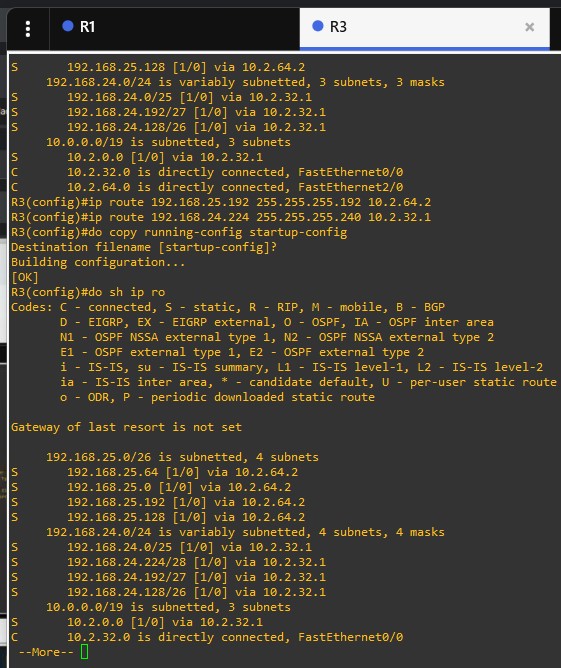 R1
R3
S 192.168.25.128 [1/0] via 10.2.64.2
192.168.24.0/24 is variably subnetted, 3 subnets, 3 masks
S 192.168.24.0/25 [1/0] via 10.2.32.1
S 192.168.24.192/27 [1/0] via 10.2.32.1
S 192.168.24.128/26 [1/0] via 10.2.32.1
10.0.0.0/19 is subnetted, 3 subnets
S 10.2.0.0 [1/0] via 10.2.32.1
C 10.2.32.0 is directly connected, FastEthernet0/0
C 10.2.64.0 is directly connected, FastEthernet2/0
R3(config)#ip route 192.168.25.192 255.255.255.192 10.2.64.2
R3(config)#ip route 192.168.24.224 255.255.255.240 10.2.32.1
R3(config)#do copy running-config startup-config
Destination filename [startup-config]?
Building configuration...
[OK]
R3(config)#do sh ip ro
Codes: C - connected, S - static, R - RIP, M - mobile, B - BGP
D - EIGRP, EX - EIGRP external, O - OSPF, IA - OSPF inter area
N1 - OSPF NSSA external type 1, N2 - OSPF NSSA external type 2
E1 - OSPF external type 1, E2 - OSPF external type 2
i - IS-IS, su - IS-IS summary, L1 - IS-IS level-1, L2 - IS-IS level-2
ia - IS-IS inter area, * - candidate default, U - per-user static route
o - ODR, P - periodic downloaded static route
Gateway of last resort is not set
192.168.25.0/26 is subnetted, 4 subnets
S 192.168.25.64 [1/0] via 10.2.64.2
S 192.168.25.0 [1/0] via 10.2.64.2
S 192.168.25.192 [1/0] via 10.2.64.2
S 192.168.25.128 [1/0] via 10.2.64.2
192.168.24.0/24 is variably subnetted, 4 subnets, 4 masks
S 192.168.24.0/25 [1/0] via 10.2.32.1
S 192.168.24.224/28 [1/0] via 10.2.32.1
S 192.168.24.192/27 [1/0] via 10.2.32.1
S 192.168.24.128/26 [1/0] via 10.2.32.1
10.0.0.0/19 is subnetted, 3 subnets
S 10.2.0.0 [1/0] via 10.2.32.1
C 10.2.32.0 is directly connected, FastEthernet0/0
--More--